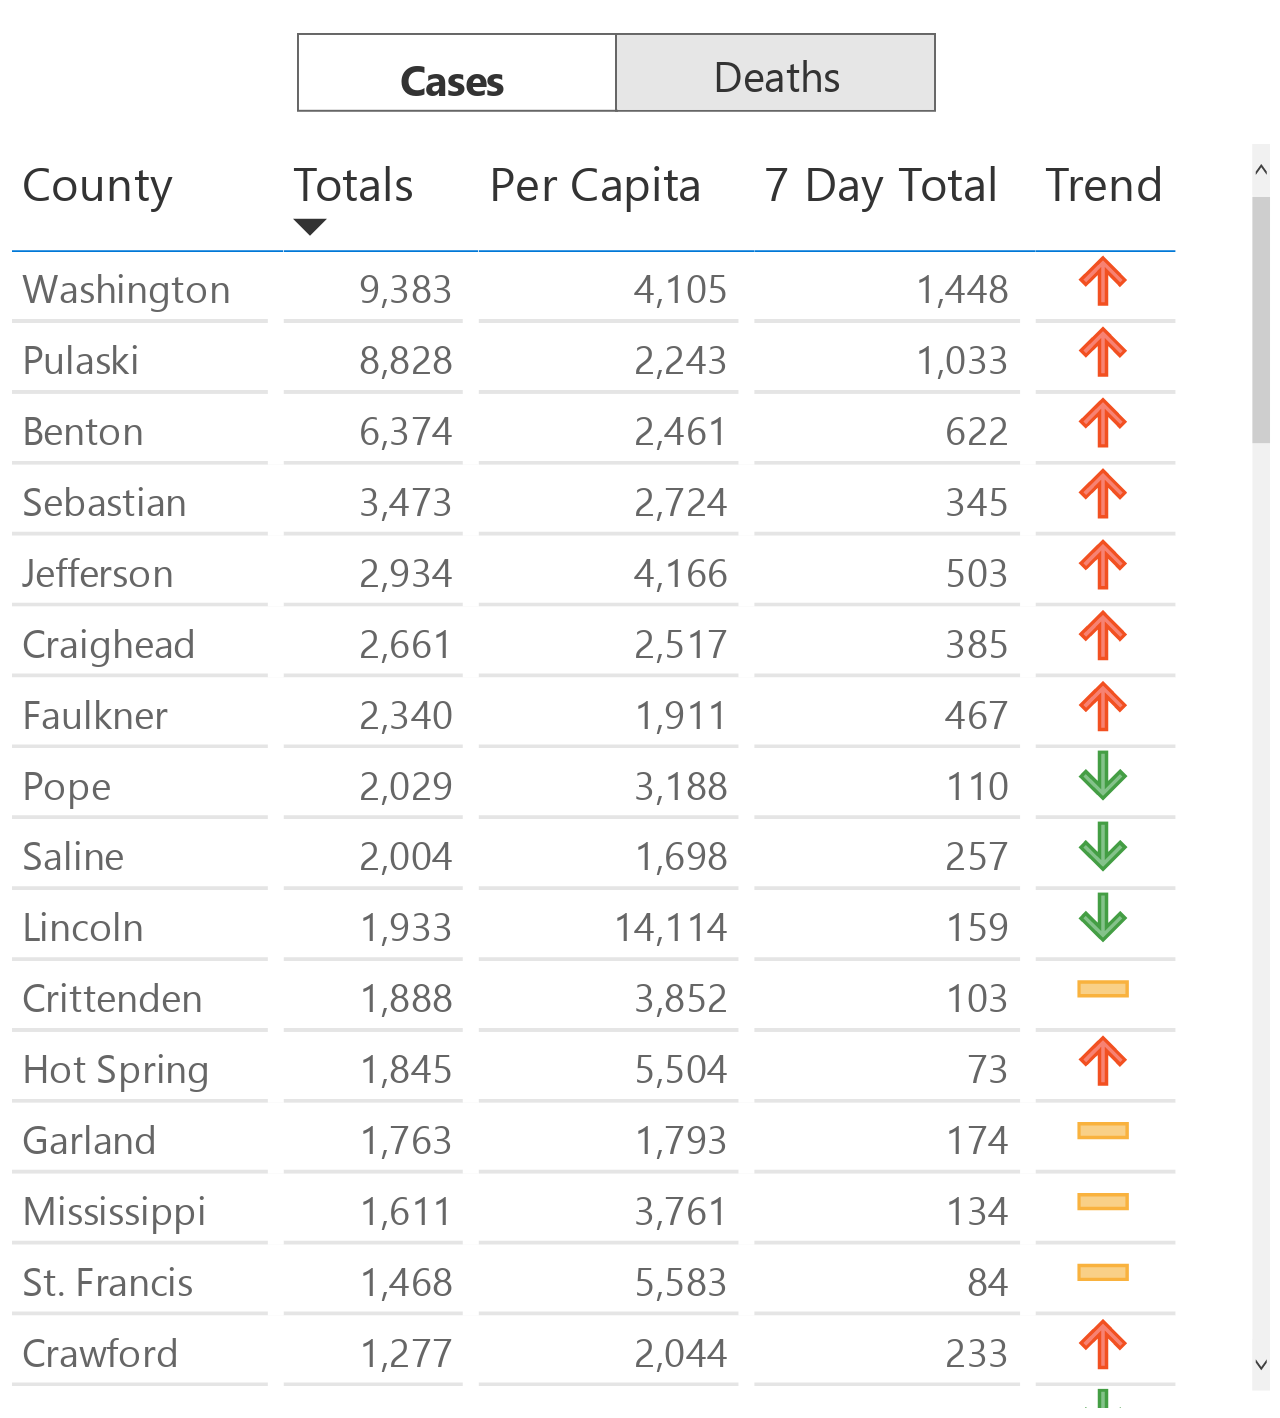 Cases Deaths
County Totals Per Capita 7 Day Total Trend
Washington 9,383 4,105 1,448
Pulaski 8,828 2,243 1,033
Benton 6,374 2,461 622
Sebastian 3,473 2,724 345
Jefferson 2,934 4,166 503
Craighead 2,661 2,517 385
Faulkner 2,340 1,911 467
Pope 2,029 3,188 110
Saline 2,004 1,698 257
Lincoln 1,933 14,114 159
Crittenden 1,888 3,852 103
Hot Spring 1,845 5,504 73
Garland 1,763 1,793 174
Mississippi 1,611 3,761 134
St. Francis 1,468 5,583 84
Crawford 1,277 2,044 233